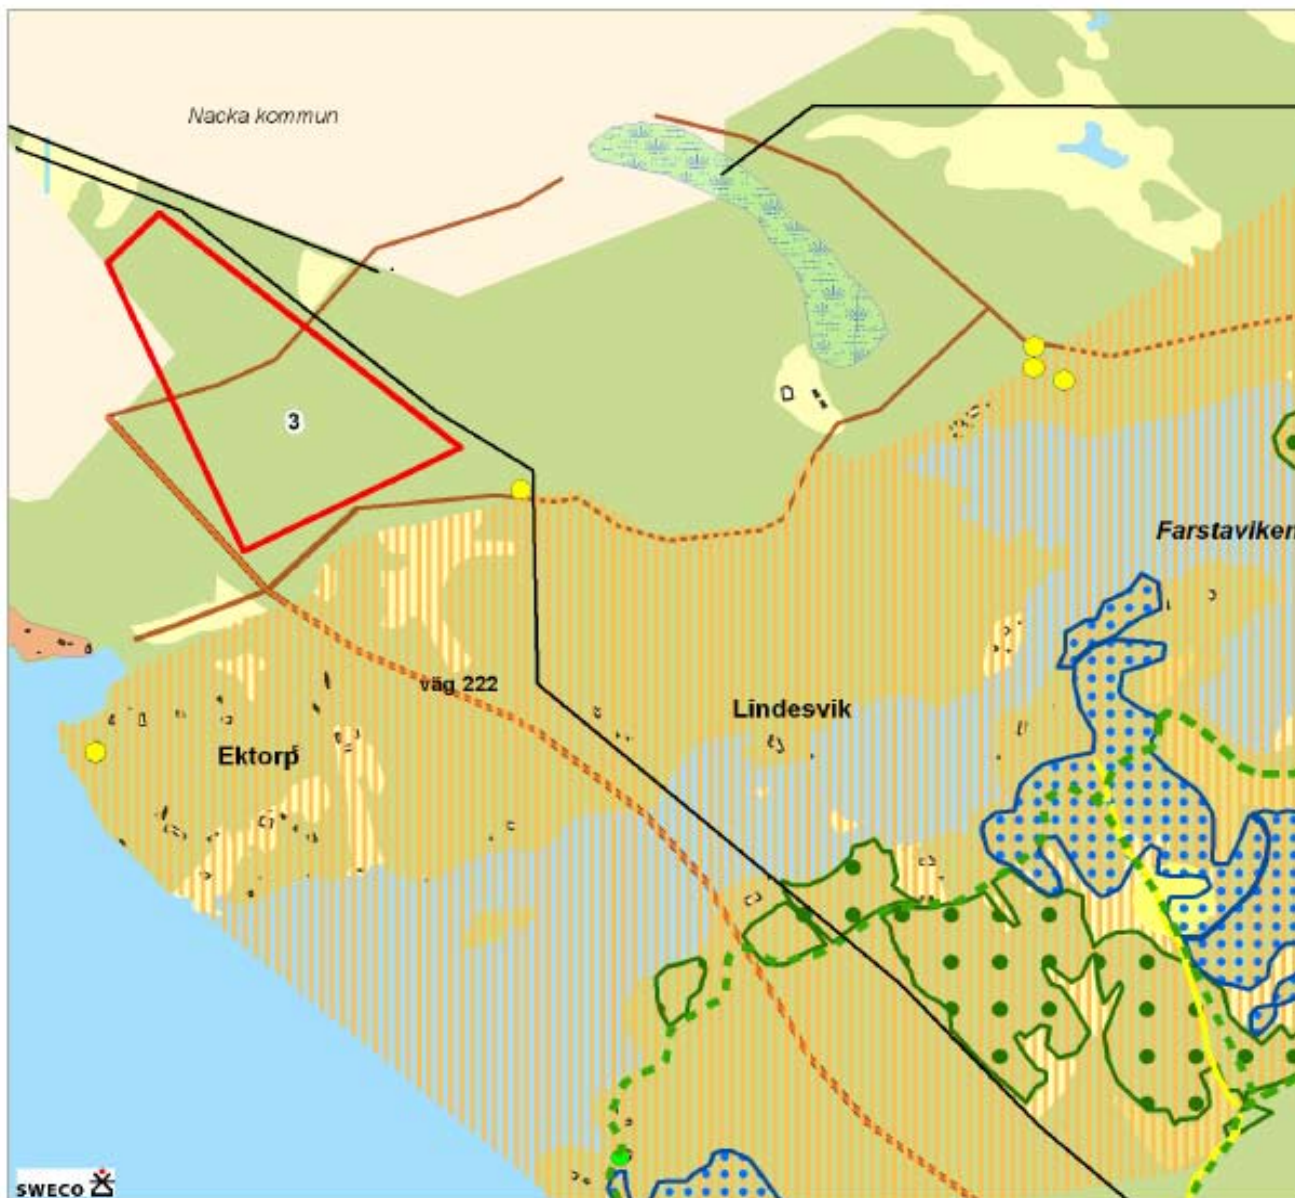 Nacka kommun
3
Farstaviken
väg 222
Lindesvik
Ektorp
SWECO